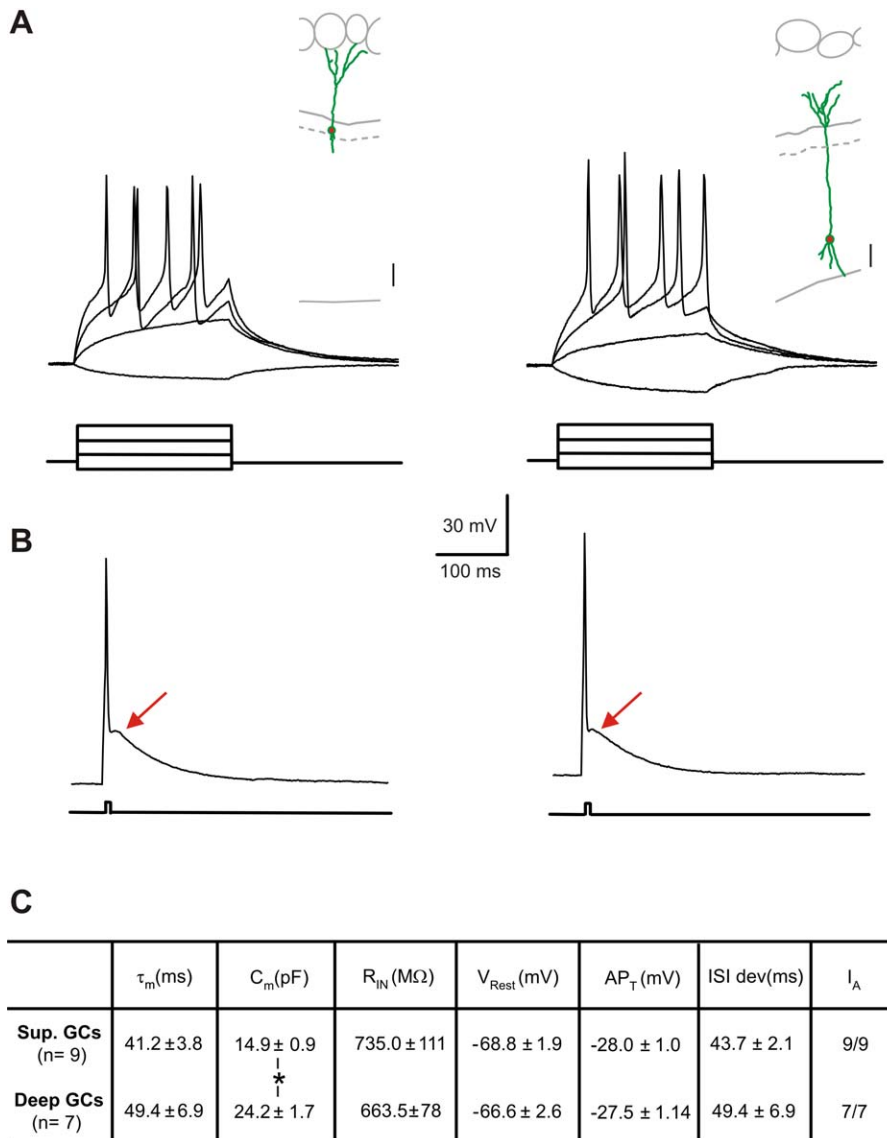 A
30 mV
100 ms
B
C
τm(ms) Cm(pF) RIN(MΩ) VRest(mV) APT(mV) ISI dev(ms) IA
Sup. GCs (n= 9) 41.2 ±3.8 14.9± 0.9 735.0 ±111 -68.8 ± 1.9 -28.0 ± 1.0 43.7 ± 2.1 9/9
*
Deep GCs (n= 7) 49.4 ±6.9 24.2± 1.7 663.5±78 -66.6 ± 2.6 -27.5 ± 1.14 49.4 ± 6.9 7/7